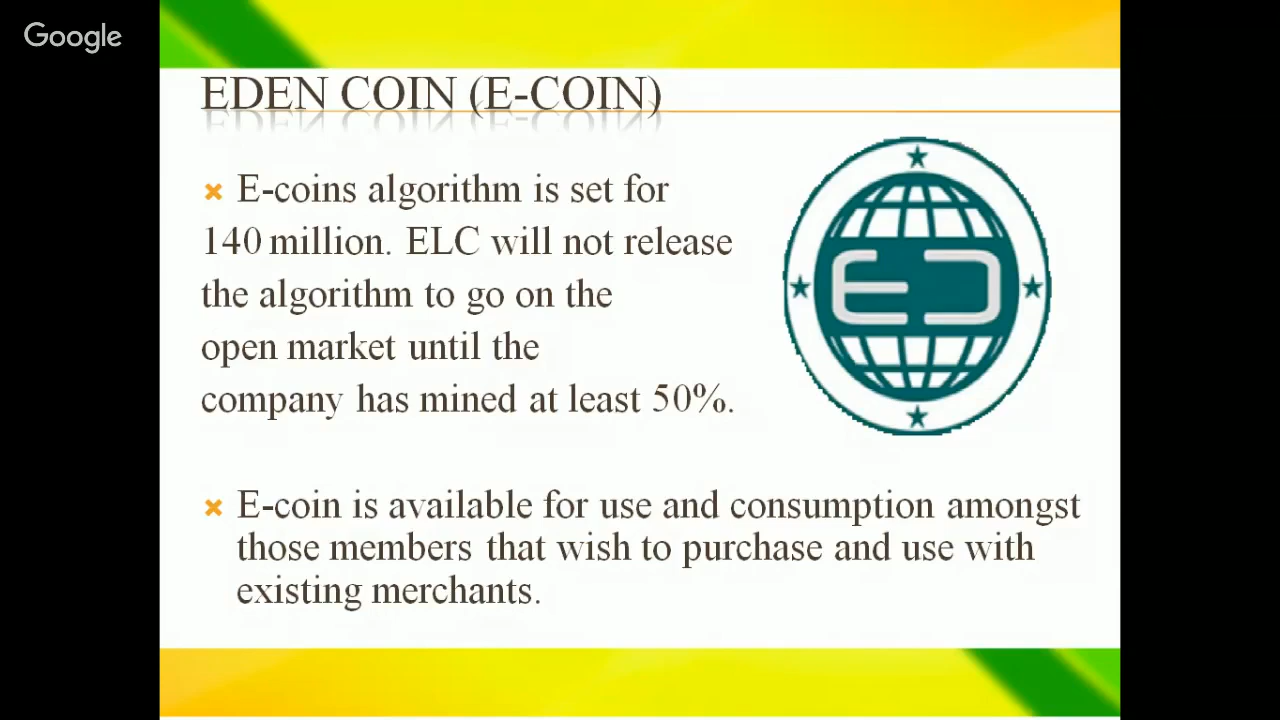 Google
EDEN COIN (E-COIN)
E-coins algorithm is set for
140 million. ELC will not release
the algorithm to go on the
open market until the
company has mined at least 50%.
EC
E-coin is available for use and consumption amongst
those members that wish to purchase and use with
existing merchants.